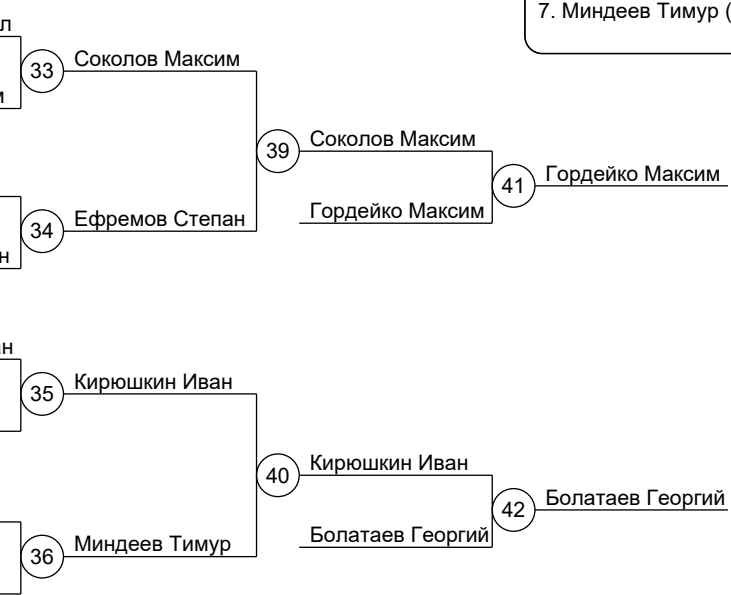 7. Миндеев Тимур (
33
Соколов Максим
39
Соколов Максим
41
Гордейко Максим
Гордейко Максим
34
Ефремов Степан
35
Кирюшкин Иван
40
Кирюшкин Иван
42
Болатаев Георгий
Болатаев Георгий
36
Миндеев Тимур